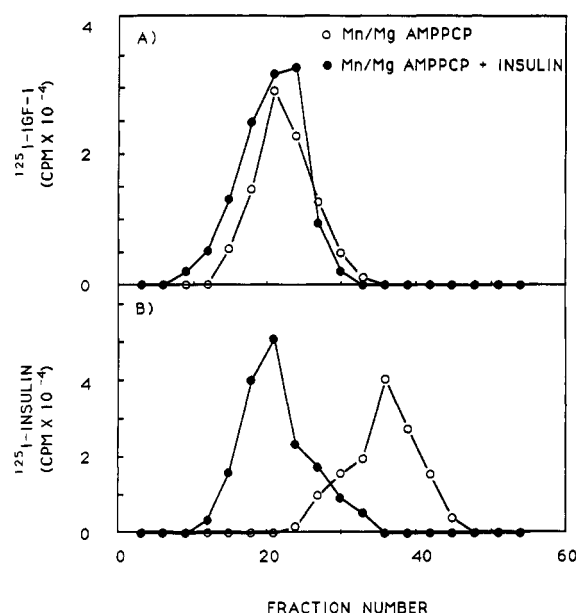 A)
○ Mn/Mg AMPPCP
● Mn/Mg AMPPCP + INSULIN
¹²⁵I-IGF-1
(CPM X 10⁻⁴)
4
2
0
B)
¹²⁵I-INSULIN
(CPM X 10⁻⁴)
4
2
0
0 20 40 60
FRACTION NUMBER